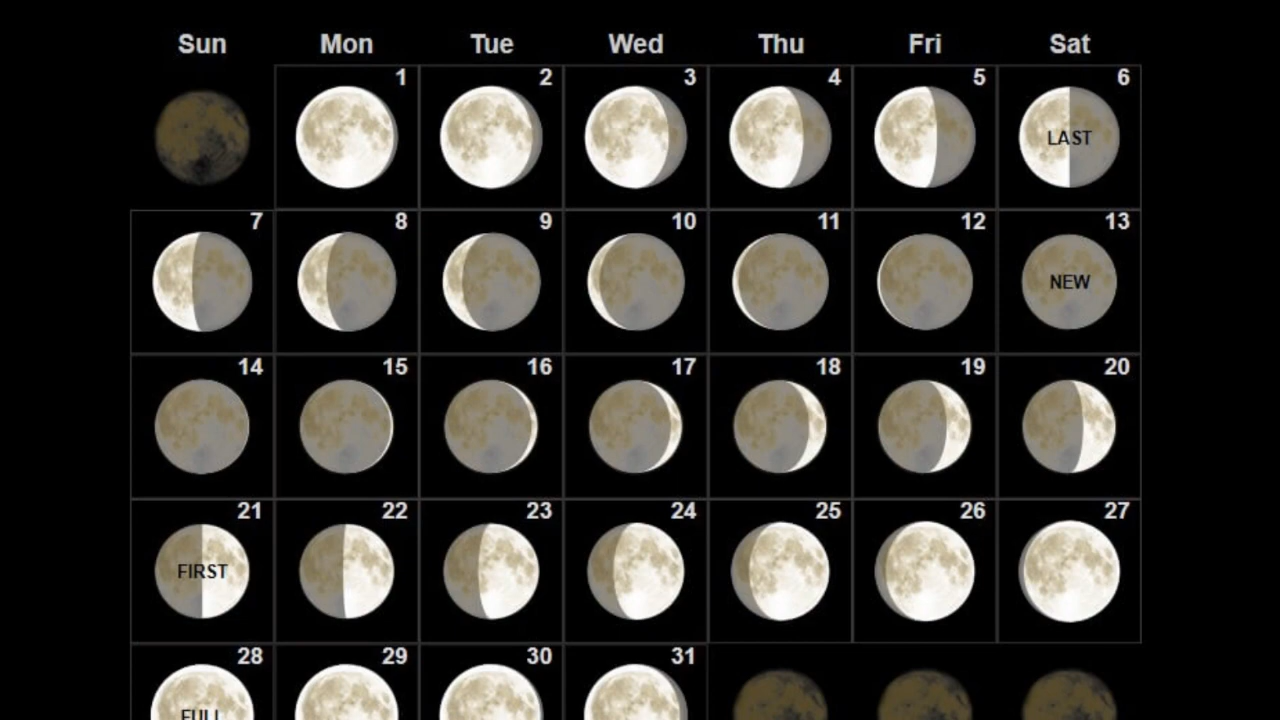 Sun Mon Tue Wed Thu Fri Sat
1 2 3 4 5 6
LAST
7 8 9 10 11 12 13
NEW
14 15 16 17 18 19 20
21 22 23 24 25 26 27
FIRST
28 29 30 31
FULL